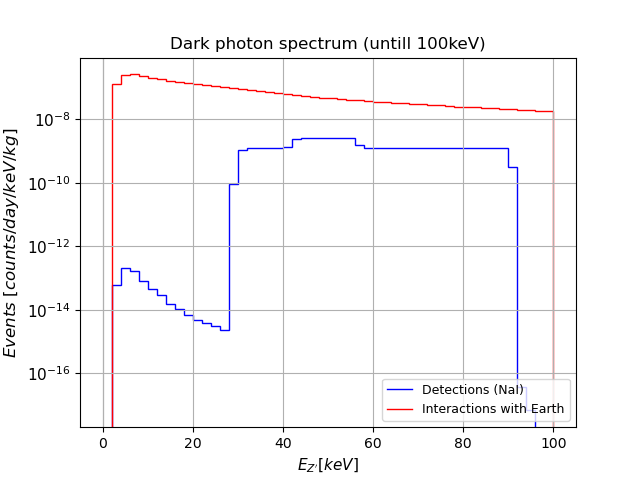 Dark photon spectrum (untill 100keV)
Events [counts/day/keV/kg]
10^{-8}
10^{-10}
10^{-12}
10^{-14}
10^{-16}
Detections (NaI)
Interactions with Earth
0 20 40 60 80 100
E_{Z'}[keV]